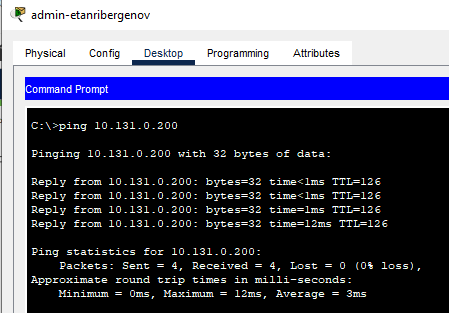 admin-etanribergenov
Physical Config Desktop Programming Attributes
Command Prompt
C:\>ping 10.131.0.200
Pinging 10.131.0.200 with 32 bytes of data:
Reply from 10.131.0.200: bytes=32 time<1ms TTL=126
Reply from 10.131.0.200: bytes=32 time<1ms TTL=126
Reply from 10.131.0.200: bytes=32 time=1ms TTL=126
Reply from 10.131.0.200: bytes=32 time=12ms TTL=126
Ping statistics for 10.131.0.200:
Packets: Sent = 4, Received = 4, Lost = 0 (0% loss),
Approximate round trip times in milli-seconds:
Minimum = 0ms, Maximum = 12ms, Average = 3ms